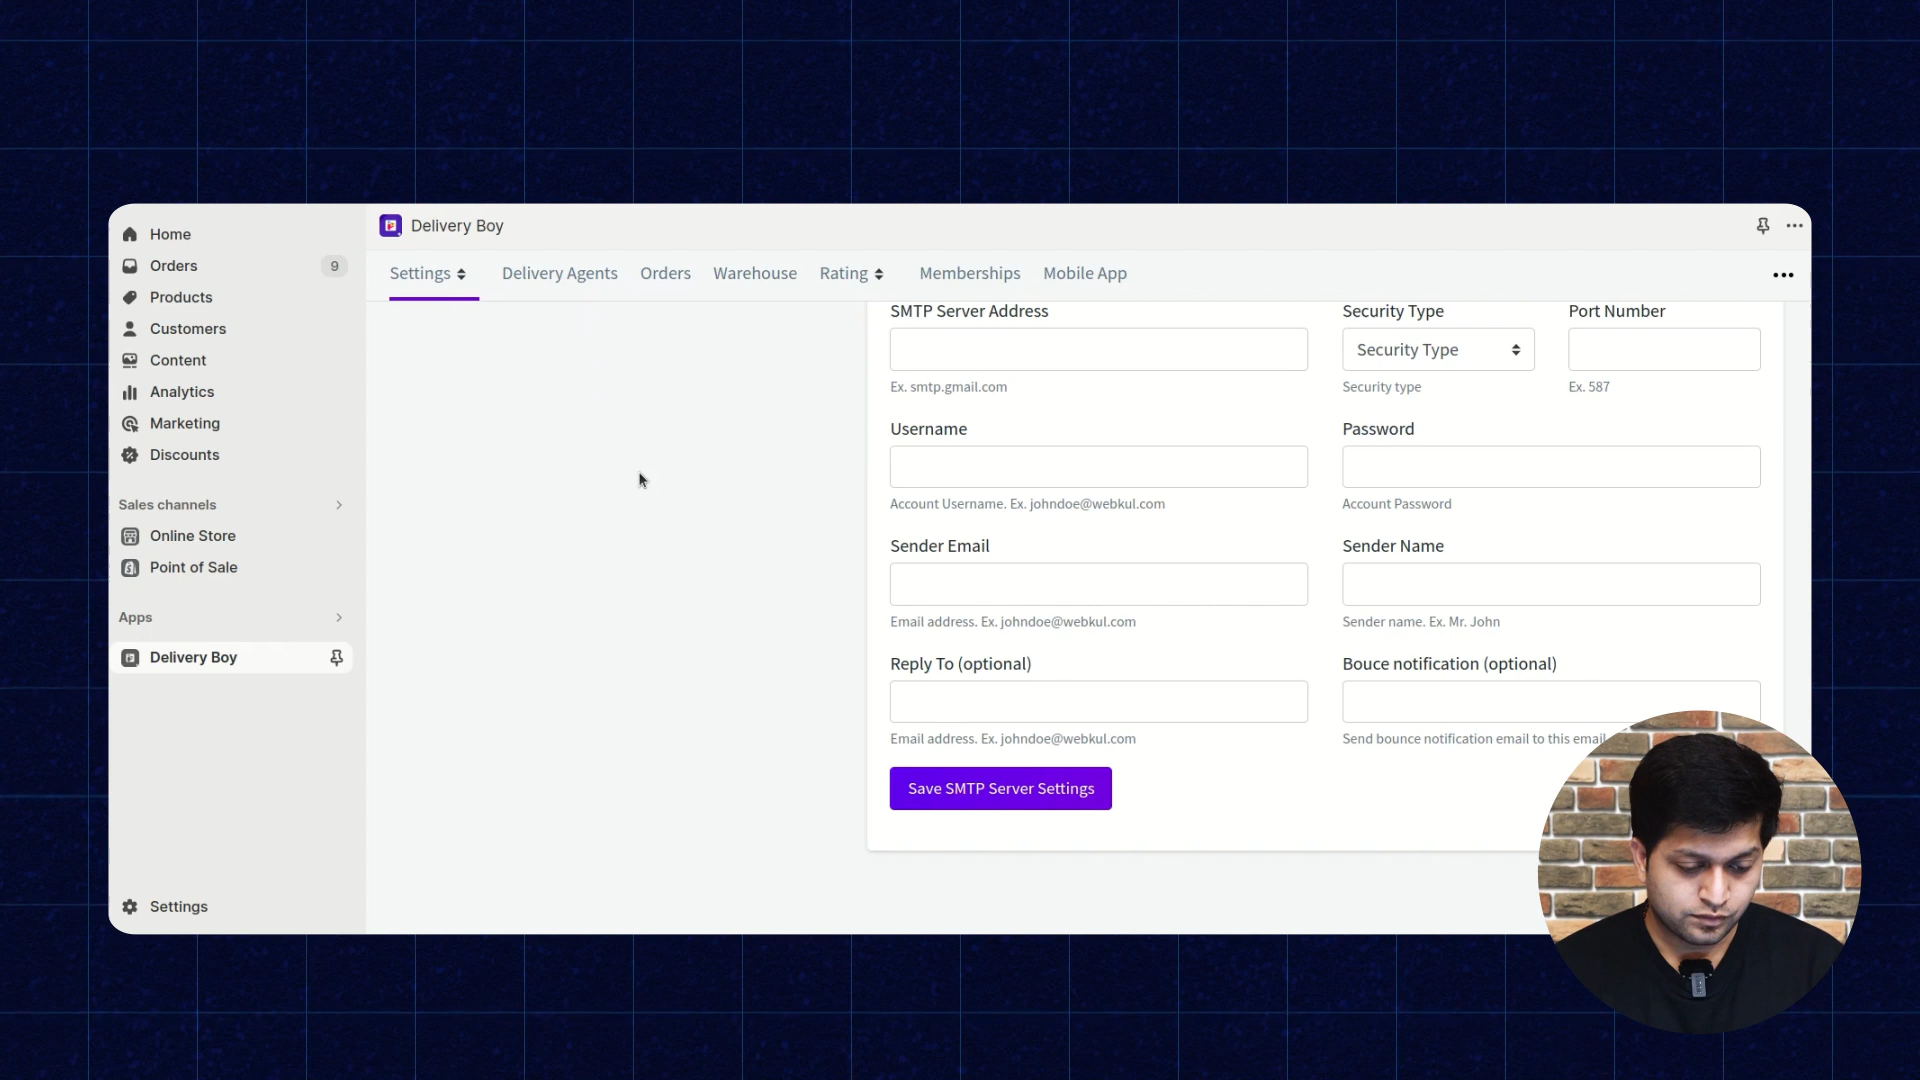 Home
Orders
9
Products
Customers
Content
Analytics
Marketing
Discounts
Sales channels
Online Store
Point of Sale
Apps
Delivery Boy
Settings
Delivery Boy
Settings
Delivery Agents
Orders
Warehouse
Rating
Memberships
Mobile App
SMTP Server Address
Security Type
Port Number
Security Type
Ex. smtp.gmail.com
Security type
Ex. 587
Username
Password
Account Username. Ex. johndoe@webkul.com
Account Password
Sender Email
Sender Name
Email address. Ex. johndoe@webkul.com
Sender name. Ex. Mr. John
Reply To (optional)
Bouce notification (optional)
Email address. Ex. johndoe@webkul.com
Send bounce notification email to this email
Save SMTP Server Settings